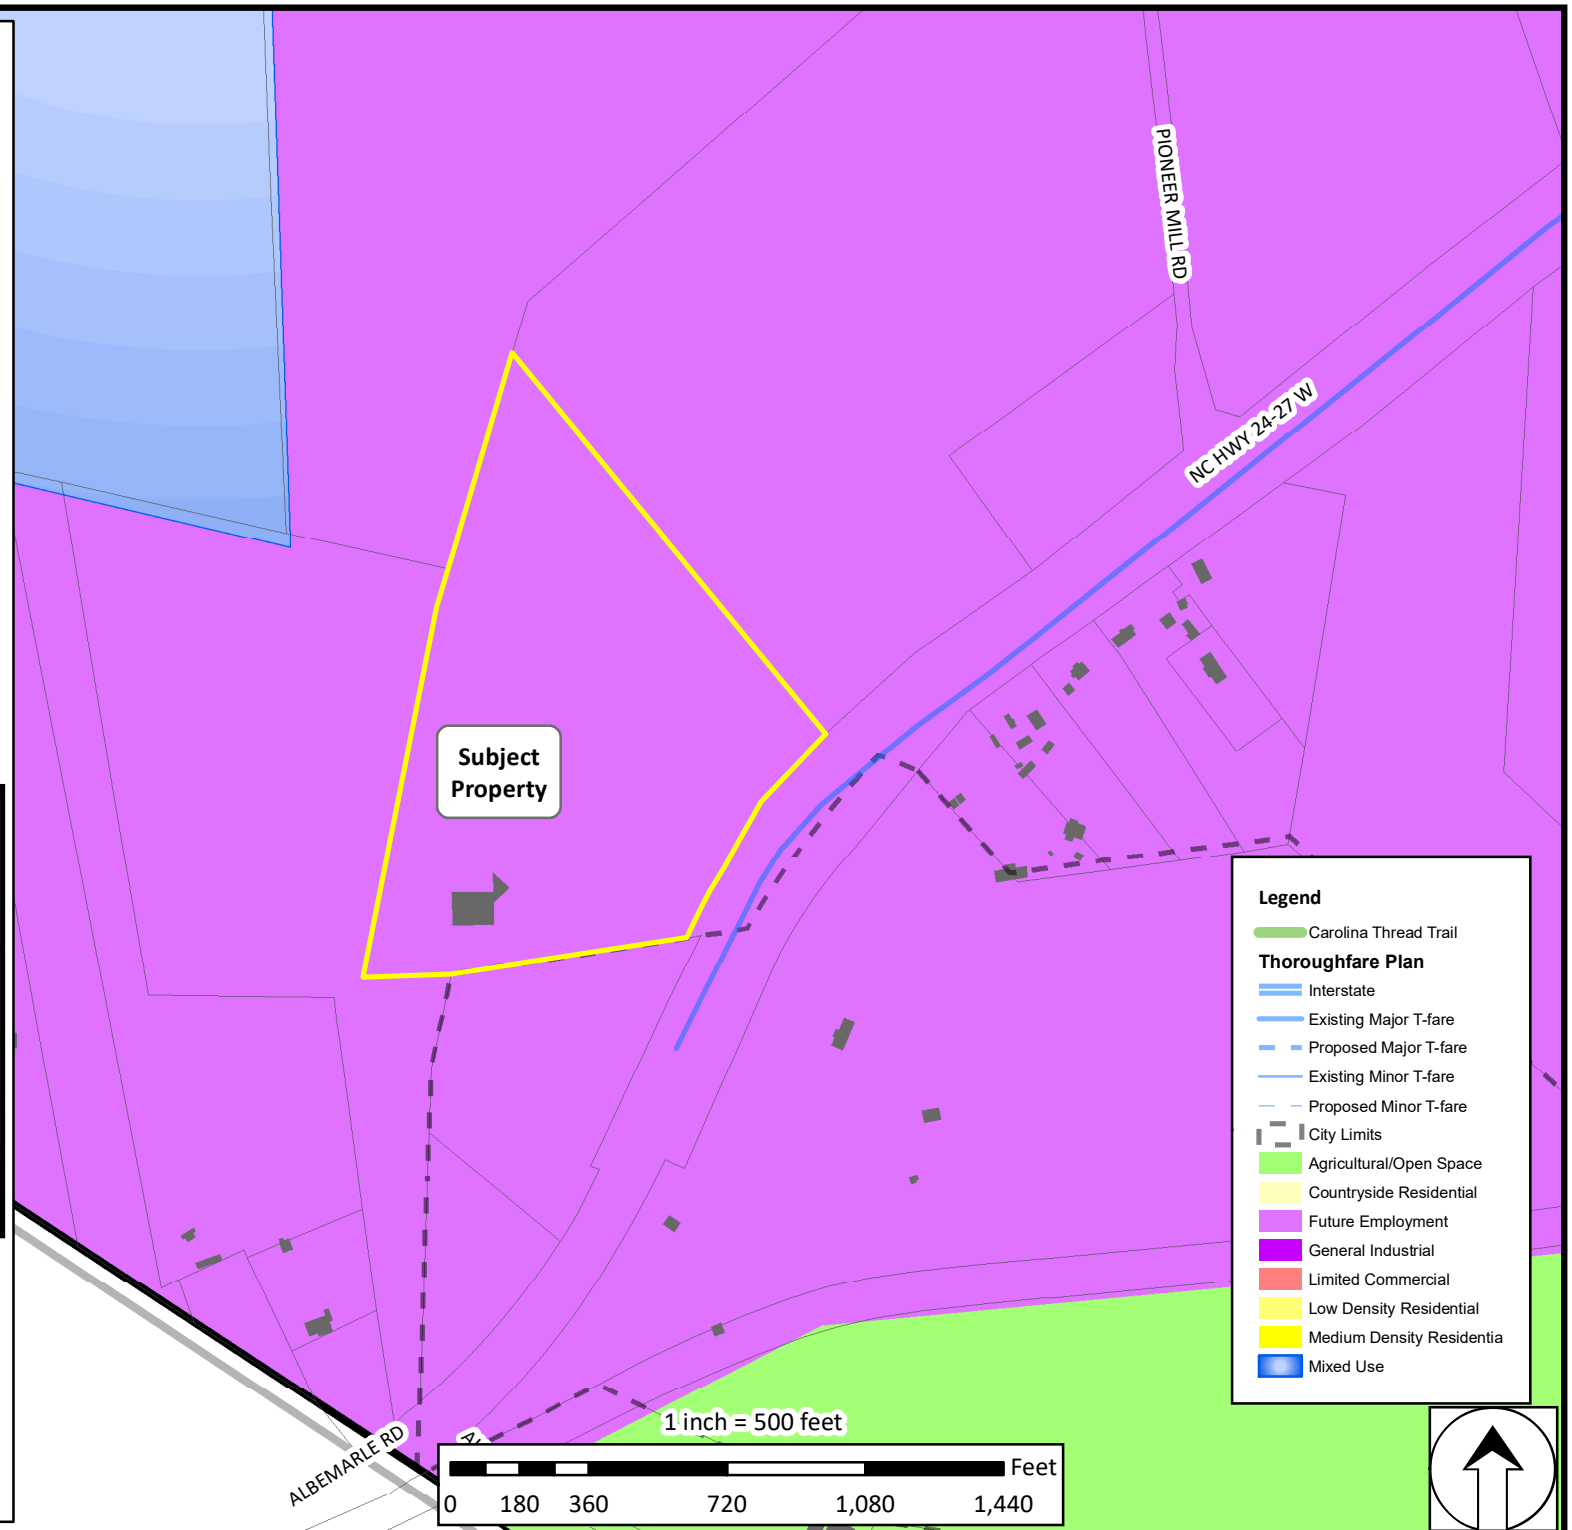 PIONEER MILL RD
NC HWY 24-27 W
Subject
Property
Legend
Carolina Thread Trail
Thoroughfare Plan
Interstate
Existing Major T-fare
Proposed Major T-fare
Existing Minor T-fare
Proposed Minor T-fare
City Limits
Agricultural/Open Space
Countryside Residential
Future Employment
General Industrial
Limited Commercial
Low Density Residential
Medium Density Residentia
Mixed Use
1 inch = 500 feet
ALBEMARLE RD
Feet
0 180 360 720 1,080 1,440